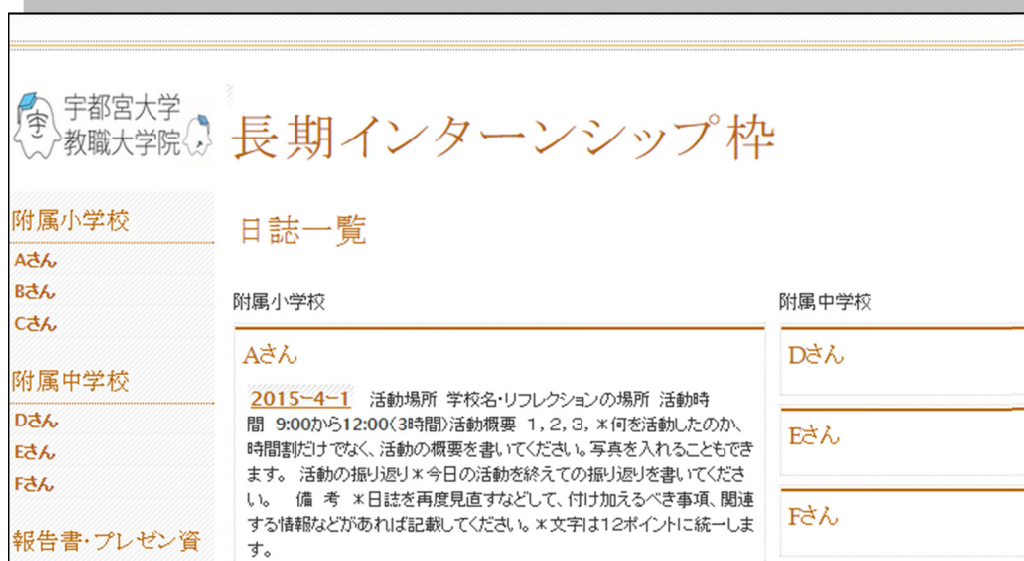 宇都宮大学
教職大学院
長期インターンシップ枠
附属小学校
Aさん
Bさん
Cさん
附属中学校
Dさん
Eさん
Fさん
報告書・プレゼン資
日誌一覧
附属小学校
Aさん
2015-4-1 活動場所 学校名・リフレクションの場所 活動時
間 9:00から12:00(3時間)活動概要 1，2，3，＊何を活動したのか、
時間割だけでなく、活動の概要を書いてください。写真を入れることもでき
ます。 活動の振り返り＊今日の活動を終えての振り返りを書いてくださ
い。 備 考 ＊日誌を再度見直すなどして、付け加えるべき事項、関連
する情報などがあれば記載してください。＊文字は12ポイントに統一しま
す。
附属中学校
Dさん
Eさん
Fさん